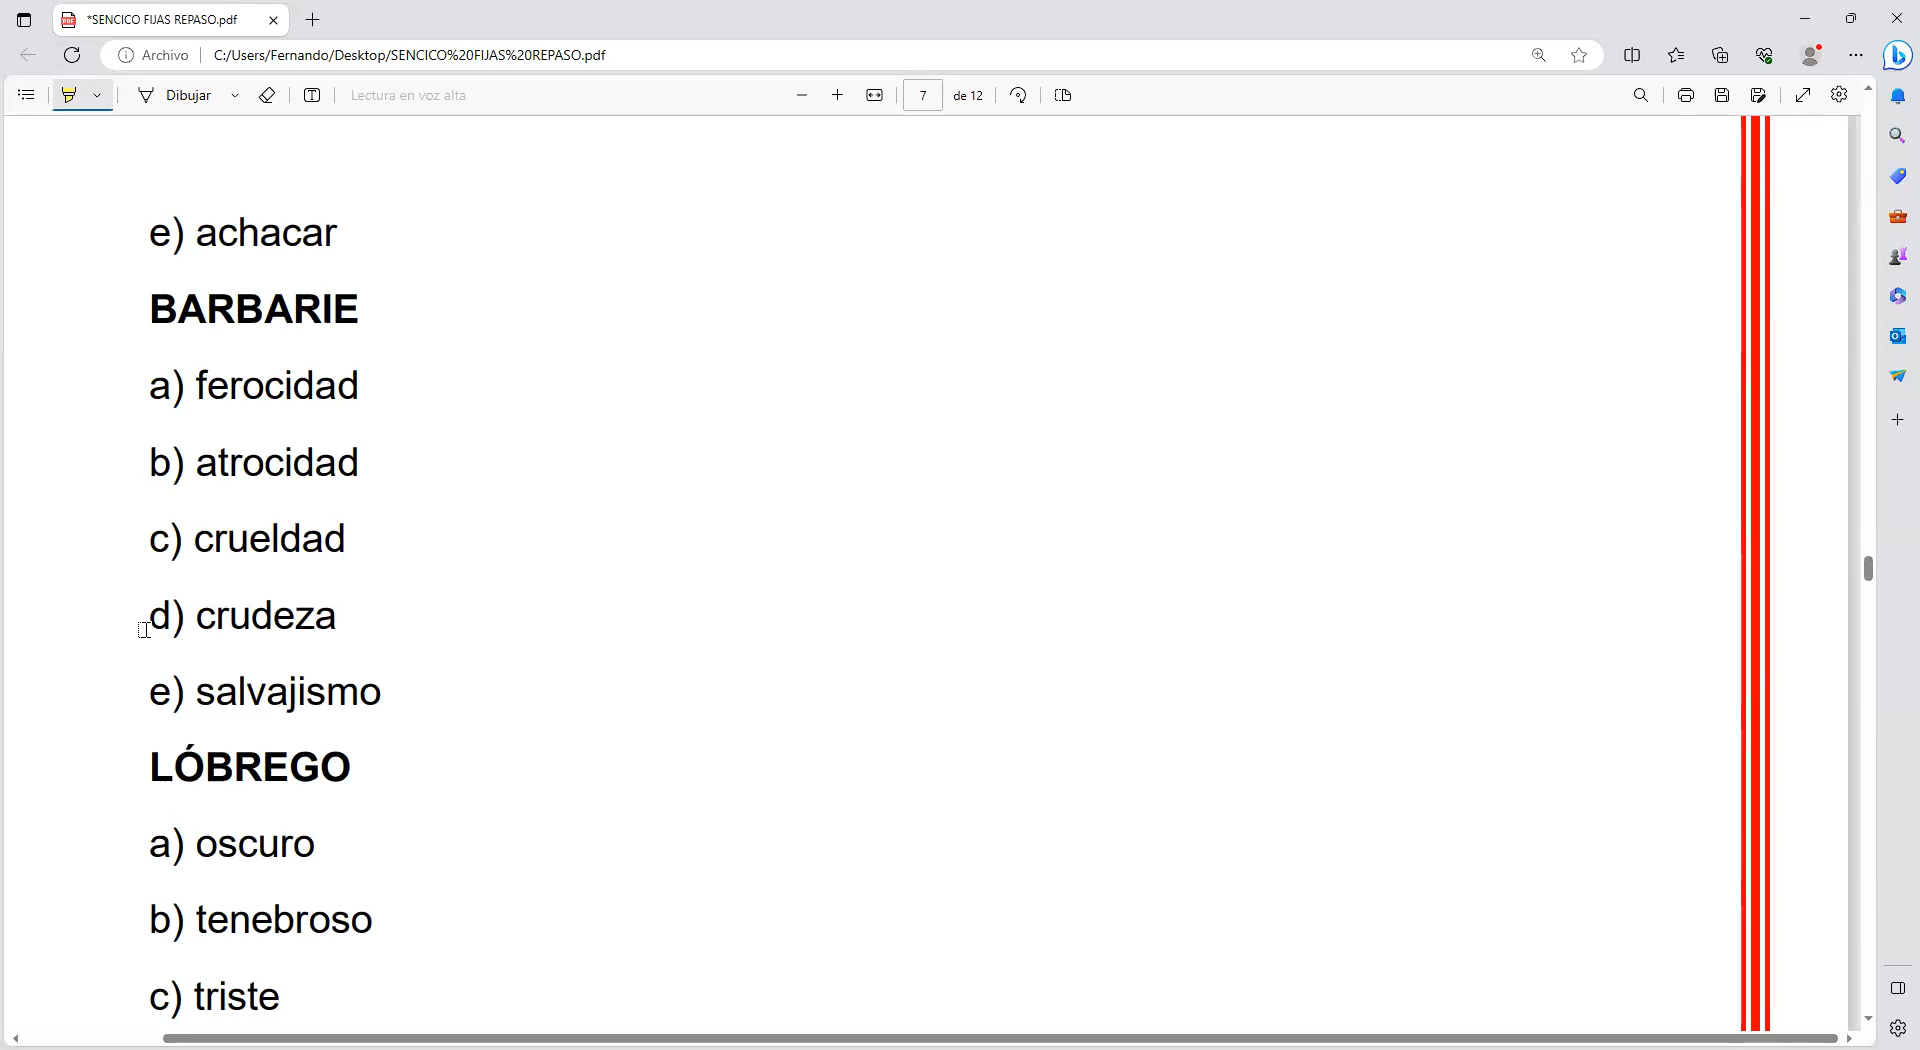 *SENCICO FIJAS REPASO.pdf
Archivo C:/Users/Fernando/Desktop/SENCICO%20FIJAS%20REPASO.pdf
Dibujar Lectura en voz alta 7 de 12
e) achacar
BARBARIE
a) ferocidad
b) atrocidad
c) crueldad
d) crudeza
e) salvajismo
LÓBREGO
a) oscuro
b) tenebroso
c) triste